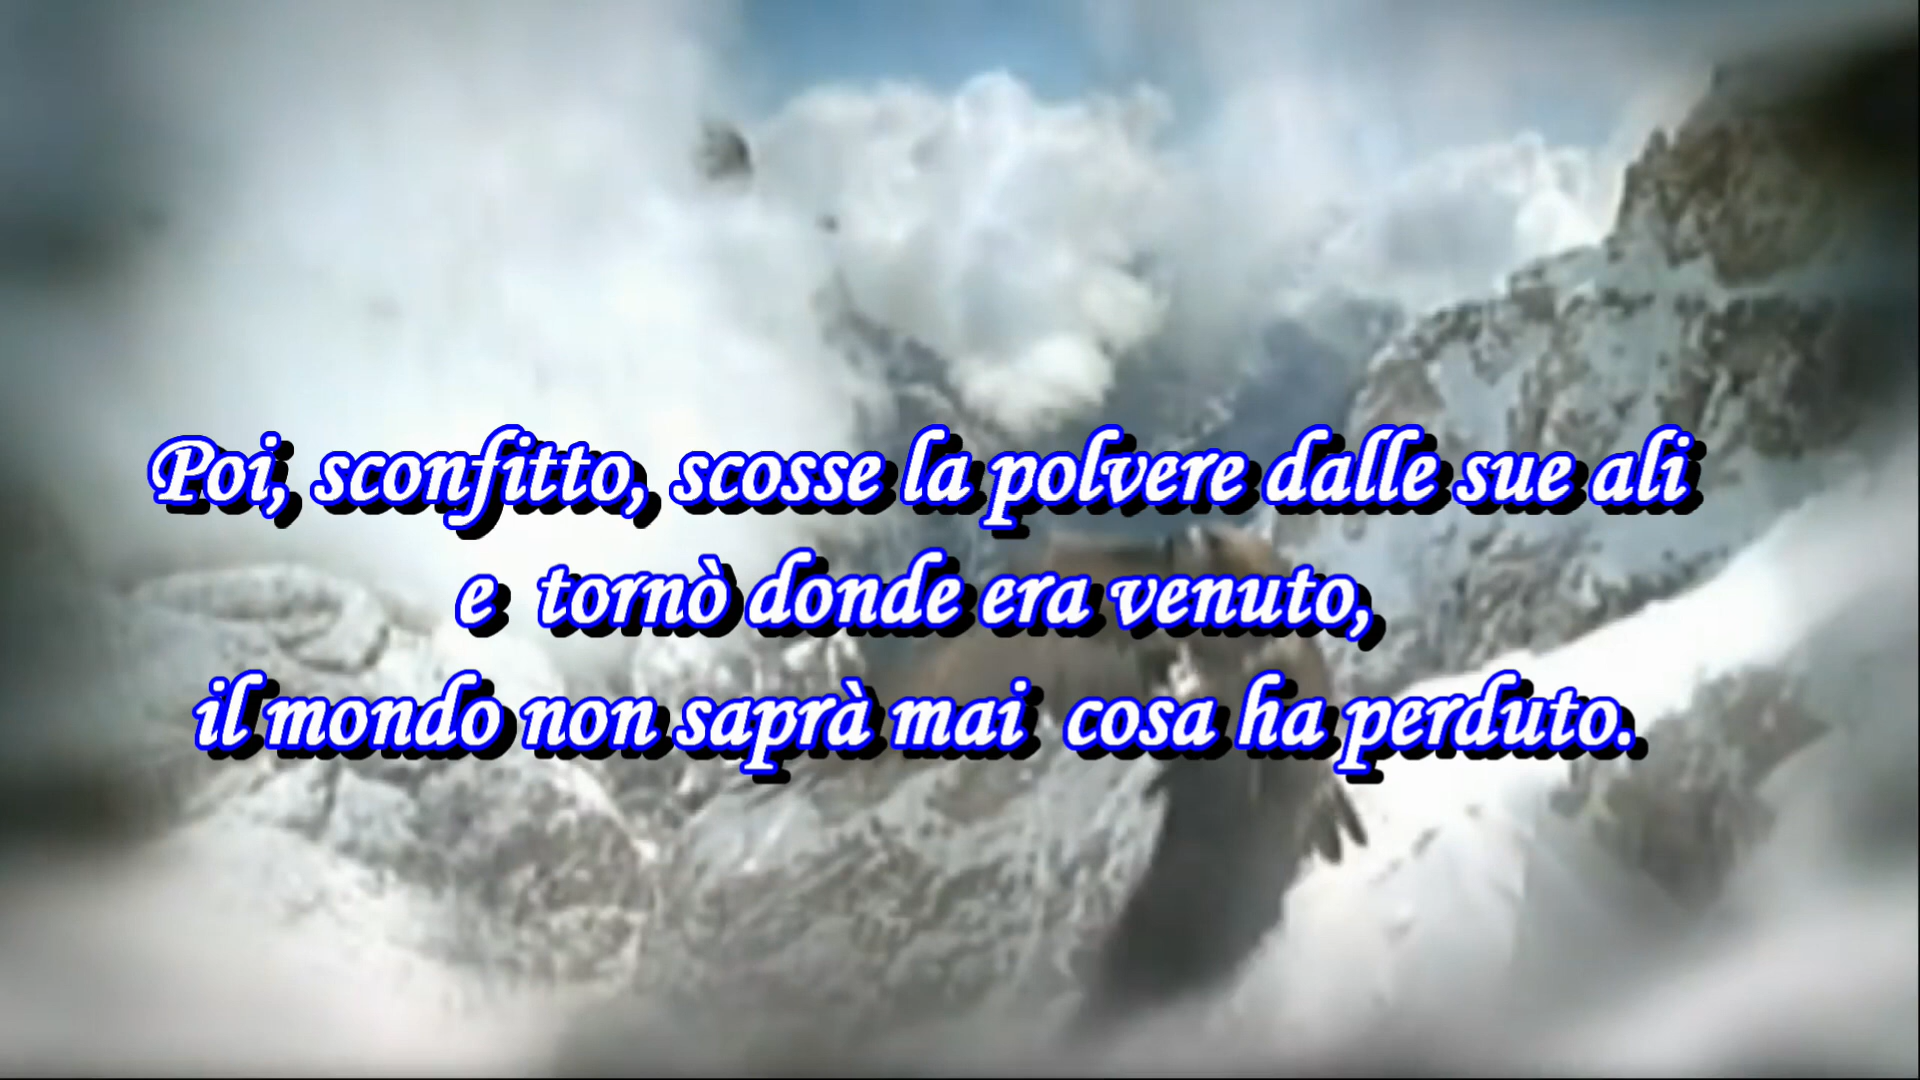 Poi, sconfitto, scosse la polvere dalle sue ali
e tornò donde era venuto,
il mondo non saprà mai cosa ha perduto.